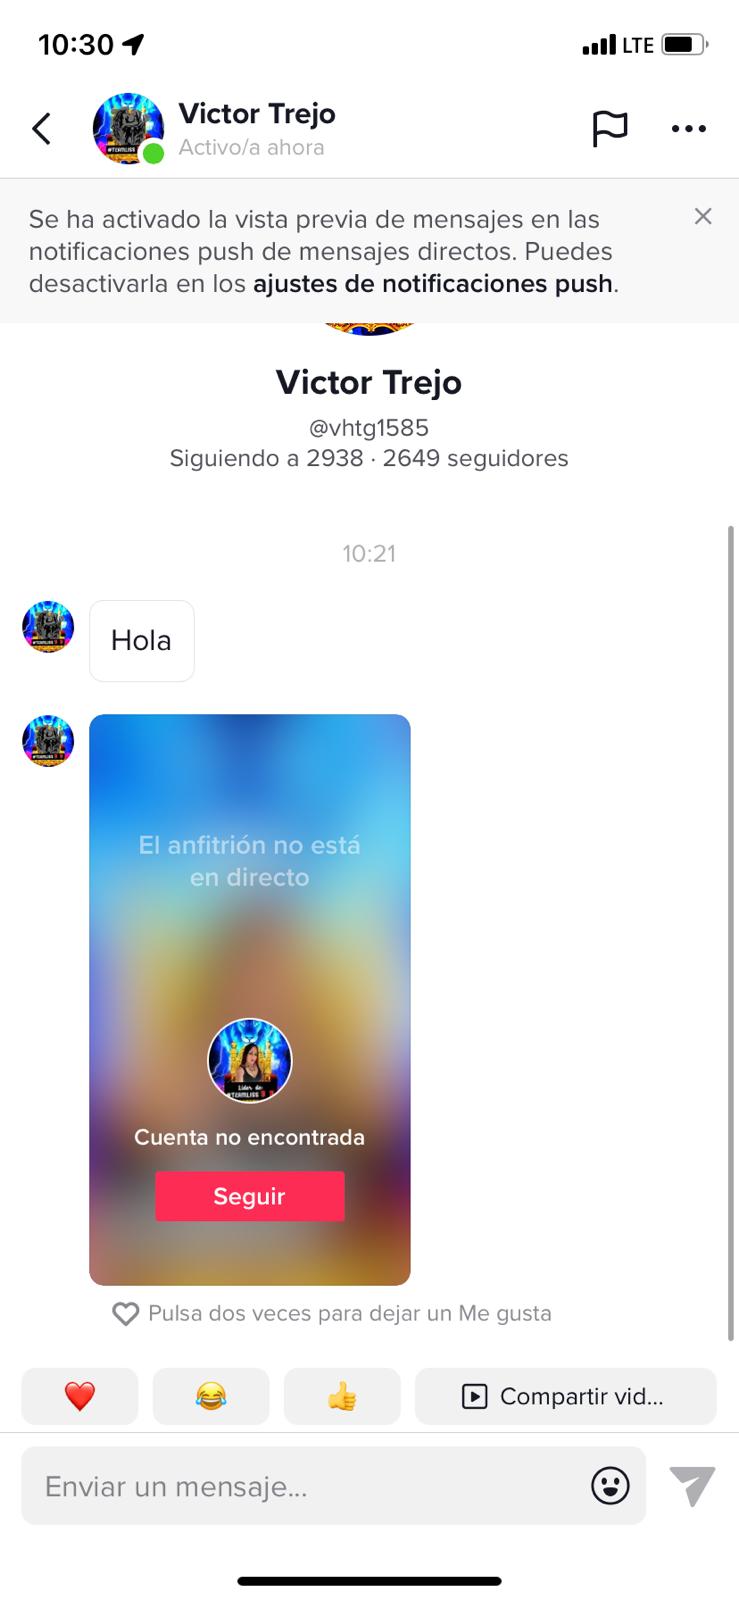 10:30
LTE
Victor Trejo
Activo/a ahora
Se ha activado la vista previa de mensajes en las
notificaciones push de mensajes directos. Puedes
desactivarla en los ajustes de notificaciones push.
Victor Trejo
@vhtg1585
Siguiendo a 2938 · 2649 seguidores
10:21
Hola
El anfitrión no está
en directo
Líder de
#TEAMLISS
Cuenta no encontrada
Seguir
Pulsa dos veces para dejar un Me gusta
Compartir vid...
Enviar un mensaje...